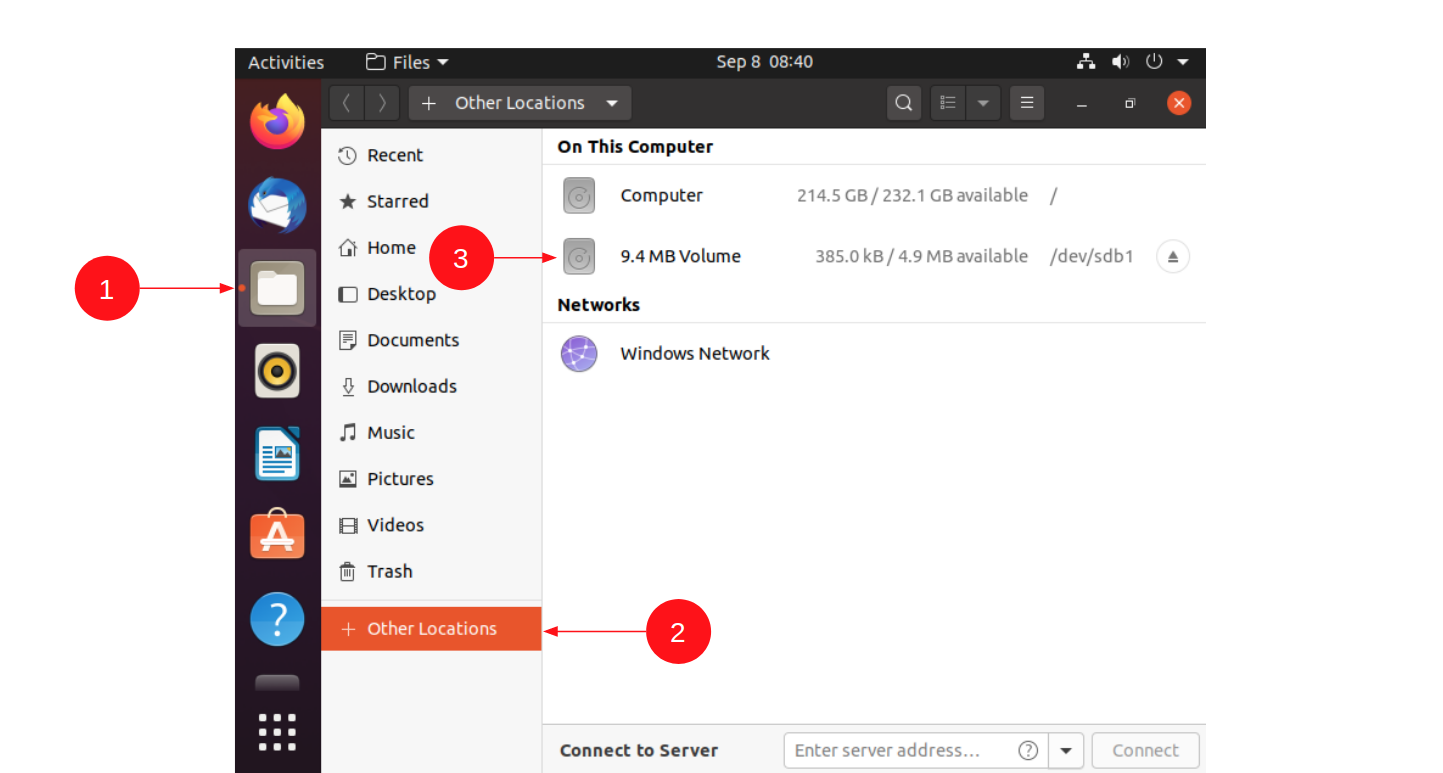 Activities Files Sep 8 08:40
+ Other Locations
Recent
Starred
Home
Desktop
Documents
Downloads
Music
Pictures
Videos
Trash
+ Other Locations
On This Computer
Computer 214.5 GB / 232.1 GB available /
9.4 MB Volume 385.0 kB / 4.9 MB available /dev/sdb1
Networks
Windows Network
Connect to Server Enter server address... ? Connect
1
2
3
A
?